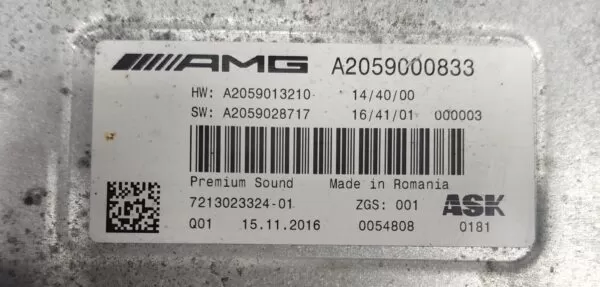 AMG A2059000833
HW: A2059013210 14/40/00
SW: A2059028717 16/41/01 000003
Premium Sound Made in Romania
7213023324-01 ZGS: 001 ASK
Q01 15.11.2016 0054808 0181